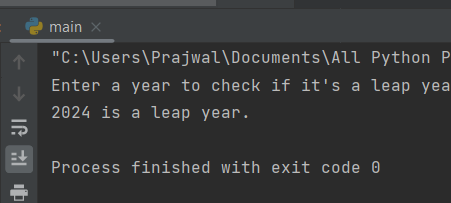 main
"C:\Users\Prajwal\Documents\All Python P
Enter a year to check if it's a leap yea
2024 is a leap year.
Process finished with exit code 0